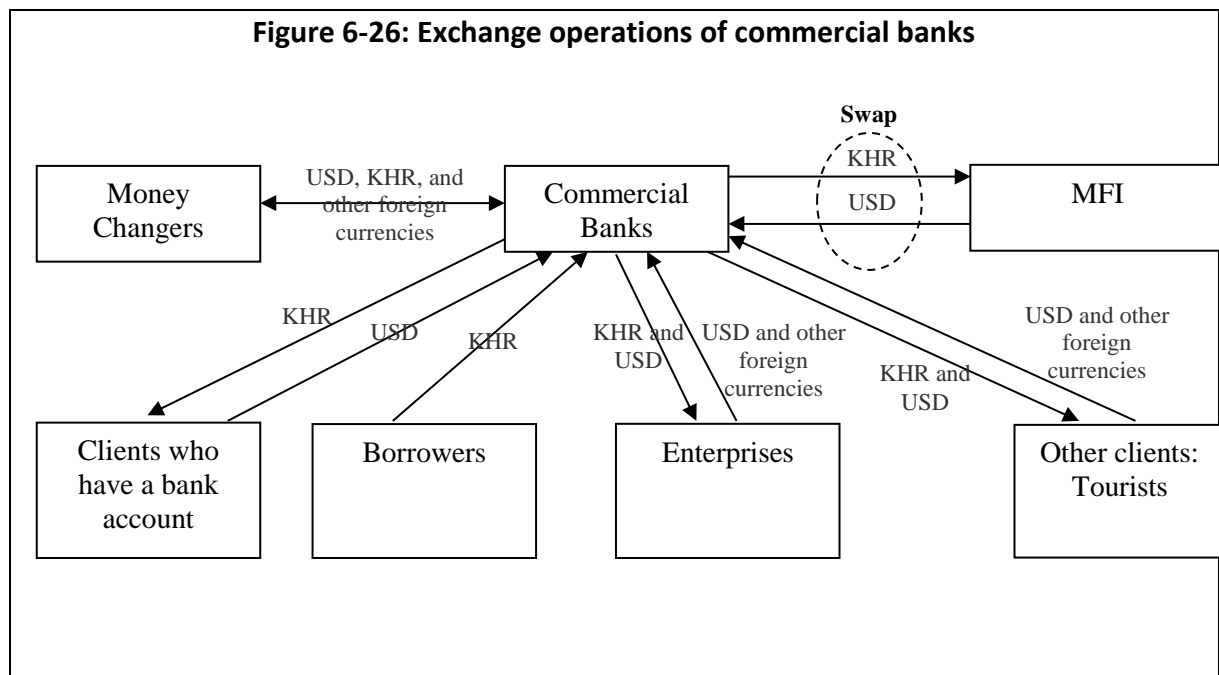 Figure 6-26: Exchange operations of commercial banks
Swap
Money
Changers
USD, KHR, and
other foreign
currencies
Commercial
Banks
KHR
USD
MFI
KHR
USD
KHR
KHR and
USD
USD and other
foreign
currencies
KHR and
USD
USD and other
foreign
currencies
Clients who
have a bank
account
Borrowers
Enterprises
Other clients:
Tourists